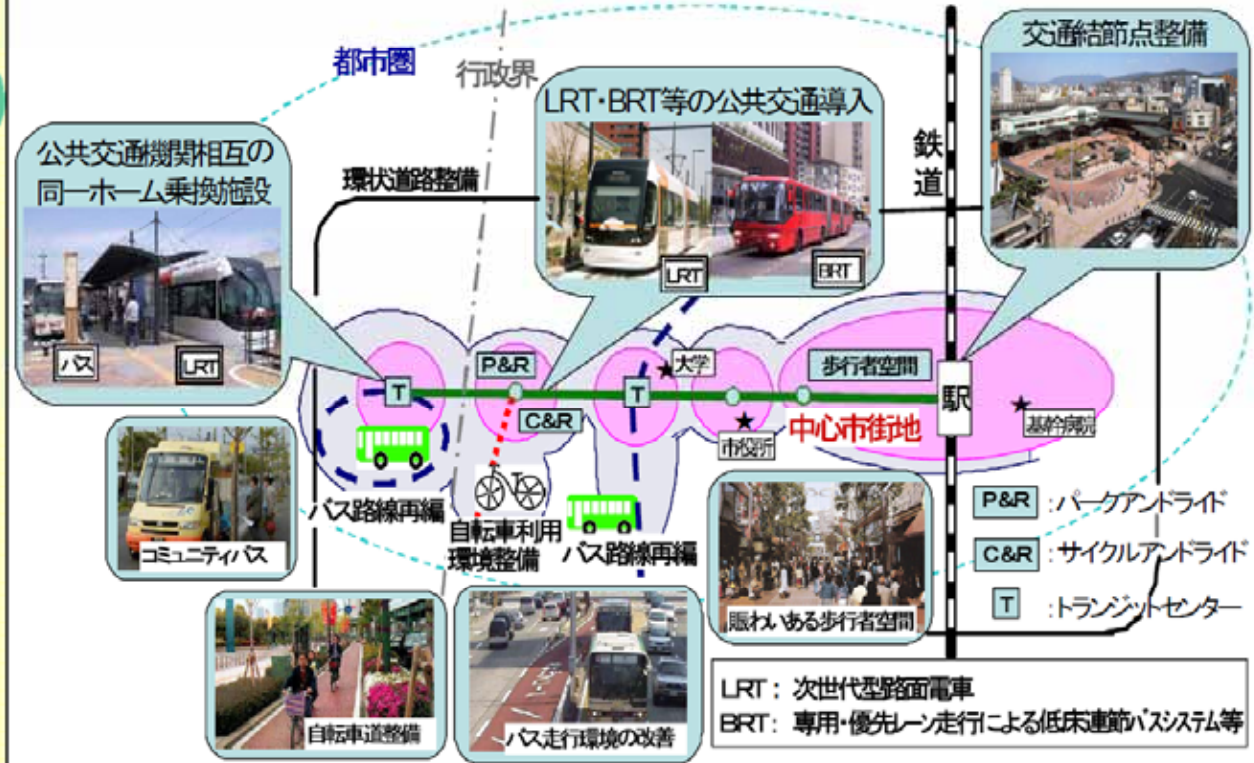 都市圏
行政界
交通結節点整備
LRT・BRT等の公共交通導入
LRT
BRT
鉄道
公共交通機関相互の
同一ホーム乗換施設
バス
LRT
環状道路整備
P&R
C&R
T
T
大学
市役所
歩行者空間
中心市街地
駅
基幹病院
コミュニティバス
バス路線再編
自転車利用
環境整備
バス路線再編
賑わいある歩行者空間
P&R：パークアンドライド
C&R：サイクルアンドライド
T：トランジットセンター
自転車道整備
バス走行環境の改善
LRT：次世代型路面電車
BRT：専用・優先レーン走行による低床連節バスシステム等